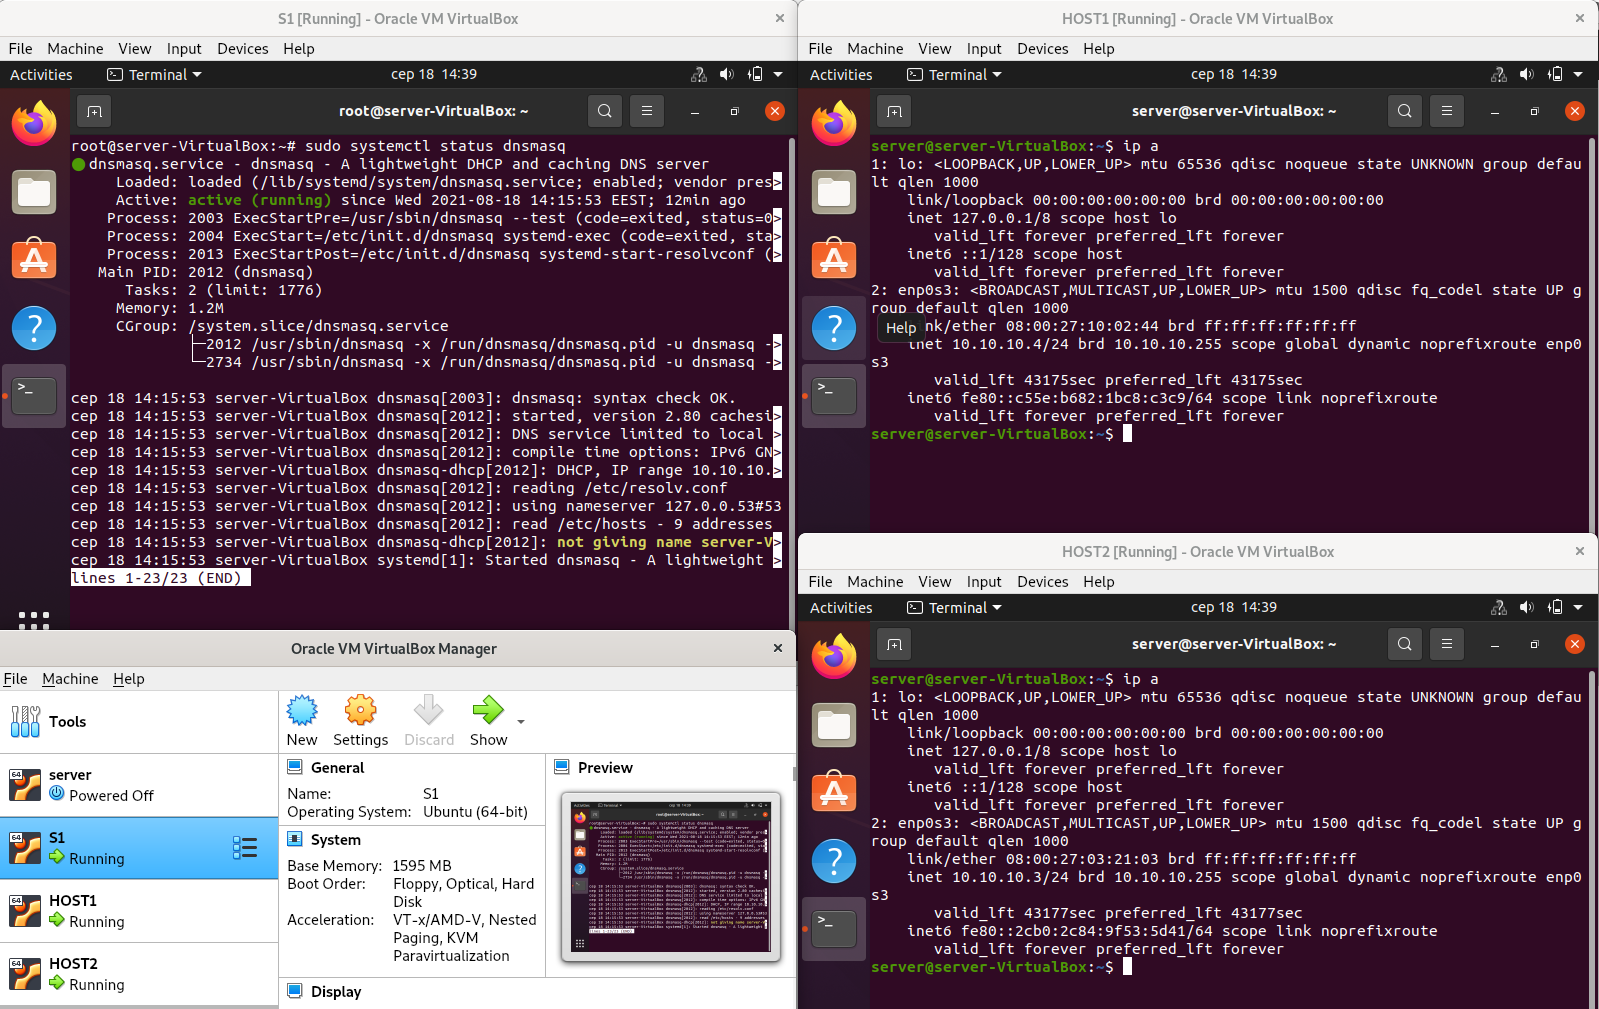 S1 [Running] - Oracle VM VirtualBox
File Machine View Input Devices Help
Activities Terminal сер 18 14:39
root@server-VirtualBox: ~
root@server-VirtualBox:~# sudo systemctl status dnsmasq
dnsmasq.service - dnsmasq - A lightweight DHCP and caching DNS server
Loaded: loaded (/lib/systemd/system/dnsmasq.service; enabled; vendor pres>
Active: active (running) since Wed 2021-08-18 14:15:53 EEST; 12min ago
Process: 2003 ExecStartPre=/usr/sbin/dnsmasq --test (code=exited, status=0>
Process: 2004 ExecStart=/etc/init.d/dnsmasq systemd-exec (code=exited, sta>
Process: 2013 ExecStartPost=/etc/init.d/dnsmasq systemd-start-resolvconf (>
Main PID: 2012 (dnsmasq)
Tasks: 2 (limit: 1776)
Memory: 1.2M
CGroup: /system.slice/dnsmasq.service
├─2012 /usr/sbin/dnsmasq -x /run/dnsmasq/dnsmasq.pid -u dnsmasq ->
└─2734 /usr/sbin/dnsmasq -x /run/dnsmasq/dnsmasq.pid -u dnsmasq ->
сер 18 14:15:53 server-VirtualBox dnsmasq[2003]: dnsmasq: syntax check OK.
сер 18 14:15:53 server-VirtualBox dnsmasq[2012]: started, version 2.80 cachesi>
сер 18 14:15:53 server-VirtualBox dnsmasq[2012]: DNS service limited to local >
сер 18 14:15:53 server-VirtualBox dnsmasq[2012]: compile time options: IPv6 GN>
сер 18 14:15:53 server-VirtualBox dnsmasq-dhcp[2012]: DHCP, IP range 10.10.10.>
сер 18 14:15:53 server-VirtualBox dnsmasq[2012]: reading /etc/resolv.conf
сер 18 14:15:53 server-VirtualBox dnsmasq[2012]: using nameserver 127.0.0.53#53
сер 18 14:15:53 server-VirtualBox dnsmasq[2012]: read /etc/hosts - 9 addresses
сер 18 14:15:53 server-VirtualBox dnsmasq-dhcp[2012]: not giving name server-V>
сер 18 14:15:53 server-VirtualBox systemd[1]: Started dnsmasq - A lightweight >
lines 1-23/23 (END)
HOST1 [Running] - Oracle VM VirtualBox
File Machine View Input Devices Help
Activities Terminal сер 18 14:39
server@server-VirtualBox: ~
server@server-VirtualBox:~$ ip a
1: lo: <LOOPBACK,UP,LOWER_UP> mtu 65536 qdisc noqueue state UNKNOWN group defau
lt qlen 1000
link/loopback 00:00:00:00:00:00 brd 00:00:00:00:00:00
inet 127.0.0.1/8 scope host lo
valid_lft forever preferred_lft forever
inet6 ::1/128 scope host
valid_lft forever preferred_lft forever
2: enp0s3: <BROADCAST,MULTICAST,UP,LOWER_UP> mtu 1500 qdisc fq_codel state UP g
roup default qlen 1000
Help
nk/ether 08:00:27:10:02:44 brd ff:ff:ff:ff:ff:ff
inet 10.10.10.4/24 brd 10.10.10.255 scope global dynamic noprefixroute enp0
s3
valid_lft 43175sec preferred_lft 43175sec
inet6 fe80::c55e:b682:1bc8:c3c9/64 scope link noprefixroute
valid_lft forever preferred_lft forever
server@server-VirtualBox:~$
HOST2 [Running] - Oracle VM VirtualBox
File Machine View Input Devices Help
Activities Terminal сер 18 14:39
server@server-VirtualBox: ~
server@server-VirtualBox:~$ ip a
1: lo: <LOOPBACK,UP,LOWER_UP> mtu 65536 qdisc noqueue state UNKNOWN group defau
lt qlen 1000
link/loopback 00:00:00:00:00:00 brd 00:00:00:00:00:00
inet 127.0.0.1/8 scope host lo
valid_lft forever preferred_lft forever
inet6 ::1/128 scope host
valid_lft forever preferred_lft forever
2: enp0s3: <BROADCAST,MULTICAST,UP,LOWER_UP> mtu 1500 qdisc fq_codel state UP g
roup default qlen 1000
link/ether 08:00:27:03:21:03 brd ff:ff:ff:ff:ff:ff
inet 10.10.10.3/24 brd 10.10.10.255 scope global dynamic noprefixroute enp0
s3
valid_lft 43177sec preferred_lft 43177sec
inet6 fe80::2cb0:2c84:9f53:5d41/64 scope link noprefixroute
valid_lft forever preferred_lft forever
server@server-VirtualBox:~$
Oracle VM VirtualBox Manager
File Machine Help
Tools
server
Powered Off
S1
Running
HOST1
Running
HOST2
Running
New Settings Discard Show
General
Name: S1
Operating System: Ubuntu (64-bit)
System
Base Memory: 1595 MB
Boot Order: Floppy, Optical, Hard
Disk
Acceleration: VT-x/AMD-V, Nested
Paging, KVM
Paravirtualization
Display
Preview